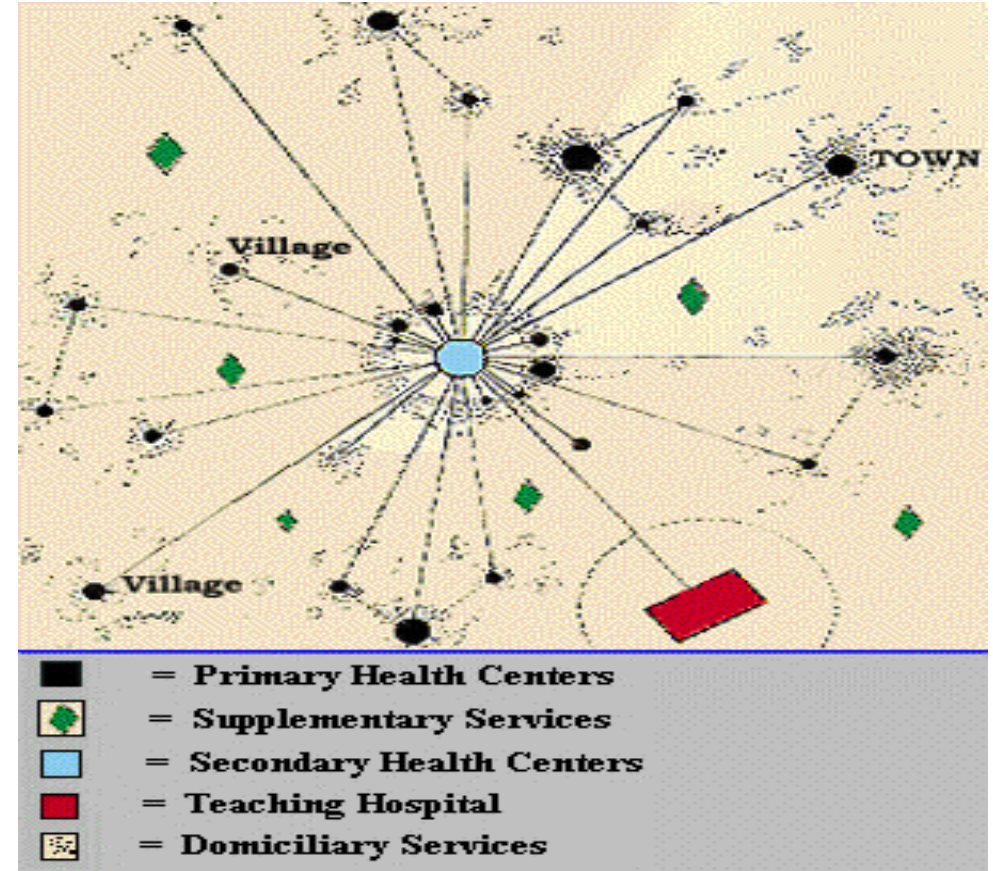 TOWN
Village
Village
= Primary Health Centers
= Supplementary Services
= Secondary Health Centers
= Teaching Hospital
= Domiciliary Services